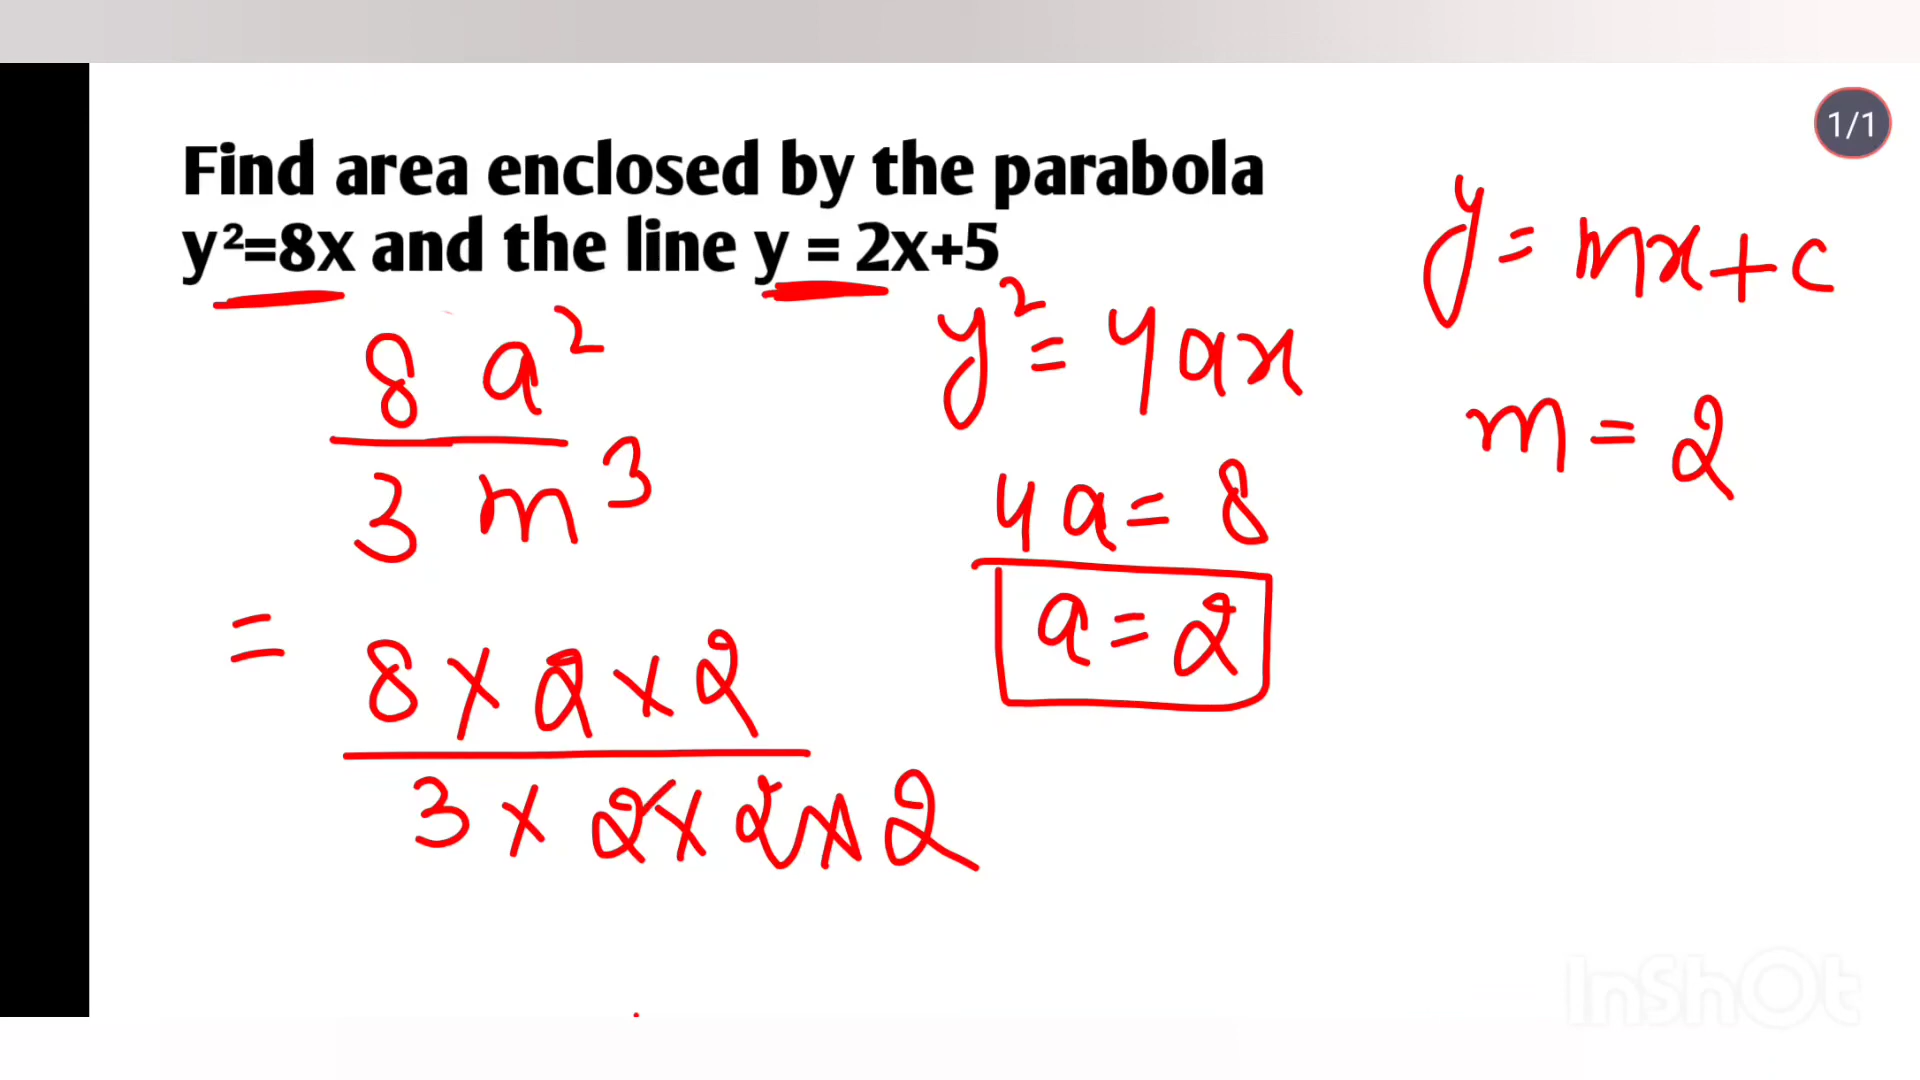 1/1
Find area enclosed by the parabola
y²=8x and the line y = 2x+5
y = mx+c
8 a²
3 m³
y² = 4ax
m = 2
4a = 8
a = 2
= 8 × 2 × 2
3 × 2 × 2 × 2
InShOt